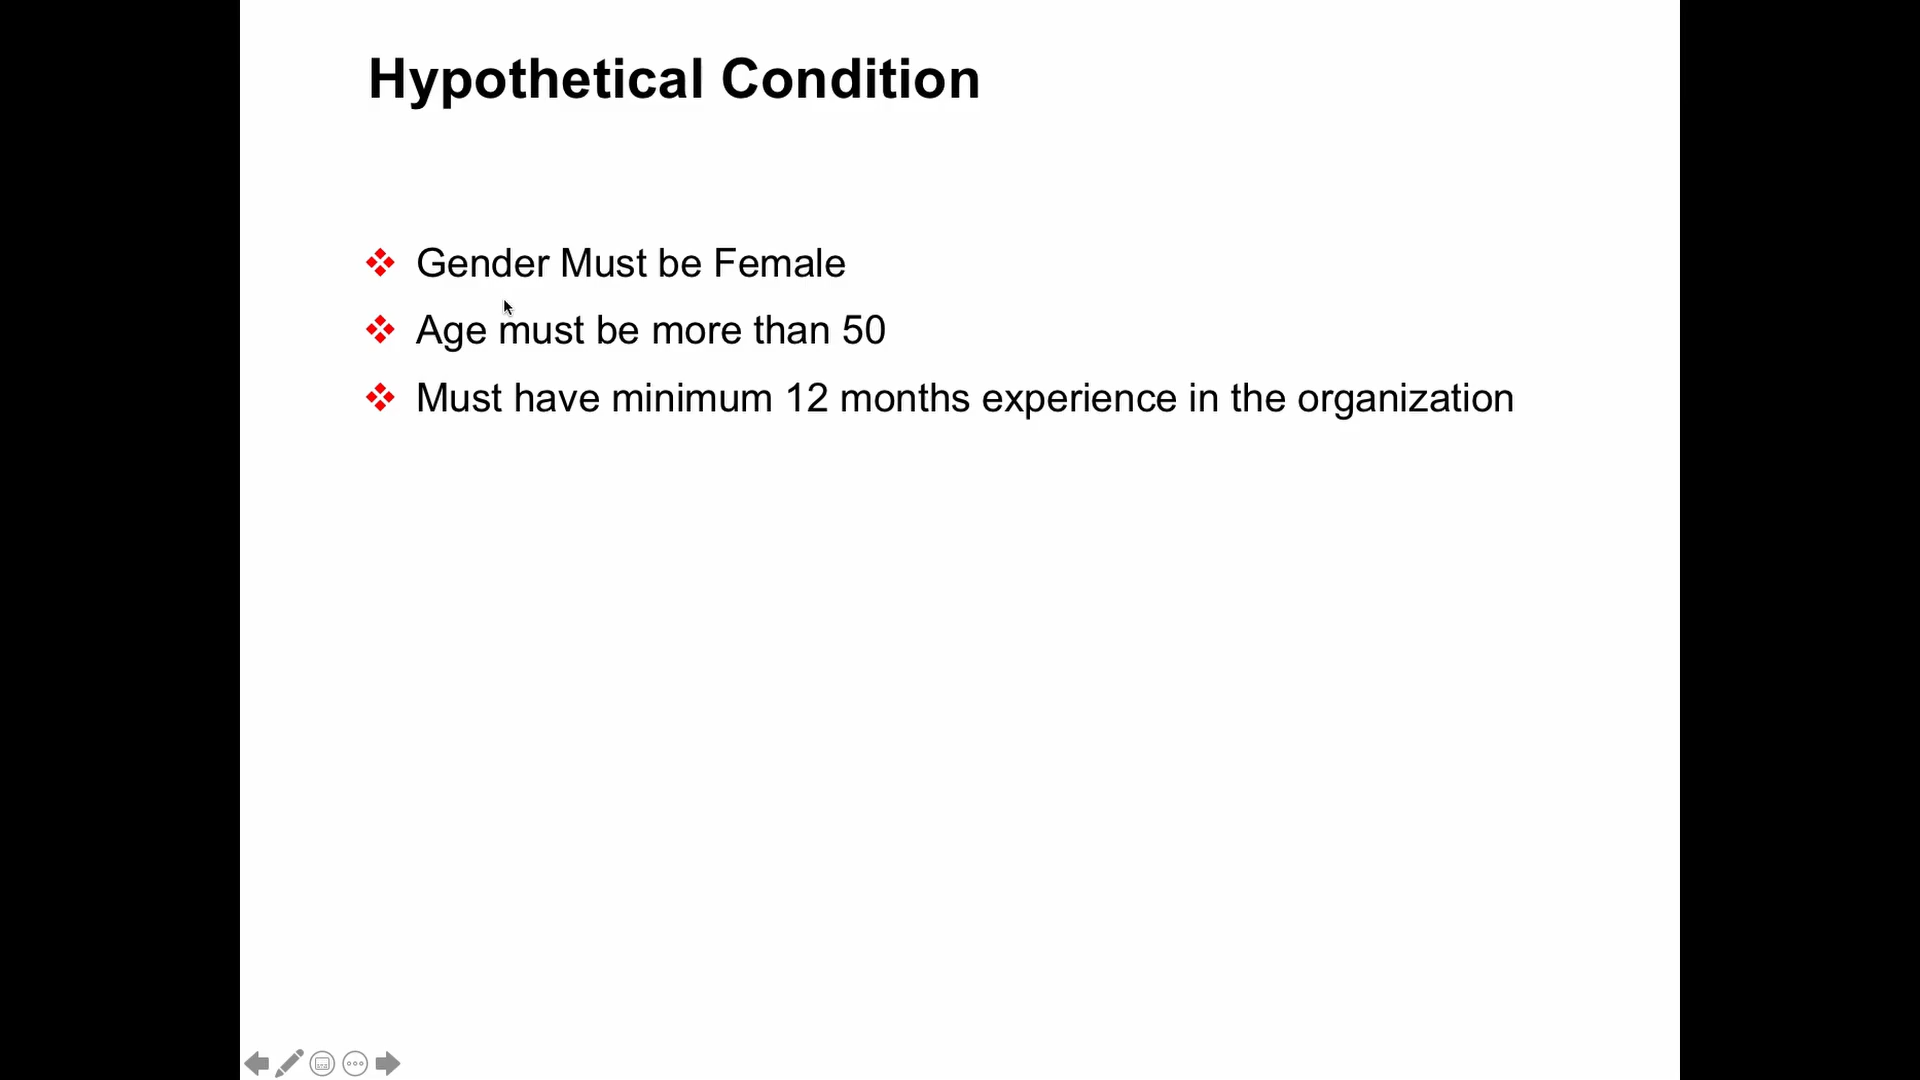 Hypothetical Condition
Gender Must be Female
Age must be more than 50
Must have minimum 12 months experience in the organization